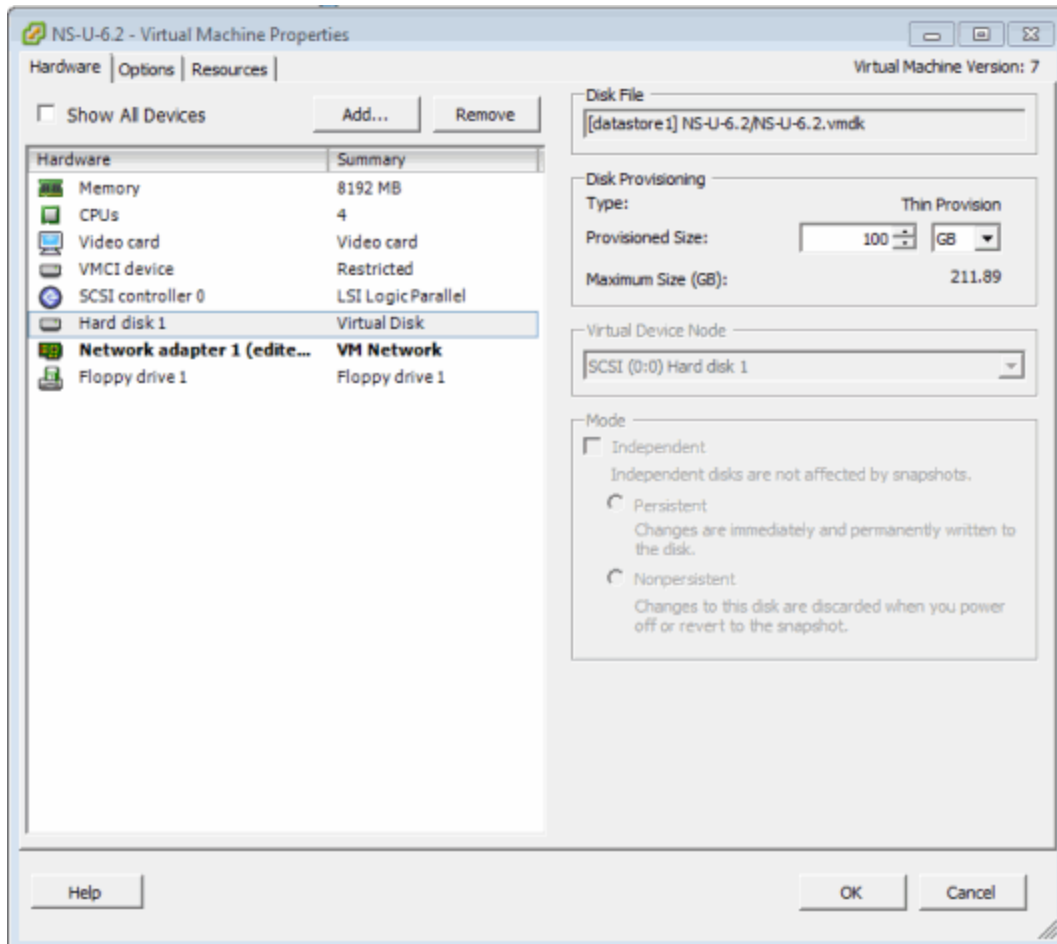 NS-U-6.2 - Virtual Machine Properties
Hardware Options Resources
Virtual Machine Version: 7
Show All Devices
Add...
Remove
Hardware Summary
Memory 8192 MB
CPUs 4
Video card Video card
VMCI device Restricted
SCSI controller 0 LSI Logic Parallel
Hard disk 1 Virtual Disk
Network adapter 1 (edite... VM Network
Floppy drive 1 Floppy drive 1
Disk File
[datastore1] NS-U-6.2/NS-U-6.2.vmdk
Disk Provisioning
Type: Thin Provision
Provisioned Size: 100 GB
Maximum Size (GB): 211.89
Virtual Device Node
SCSI (0:0) Hard disk 1
Mode
Independent
Independent disks are not affected by snapshots.
Persistent
Changes are immediately and permanently written to
the disk.
Nonpersistent
Changes to this disk are discarded when you power
off or revert to the snapshot.
Help
OK
Cancel